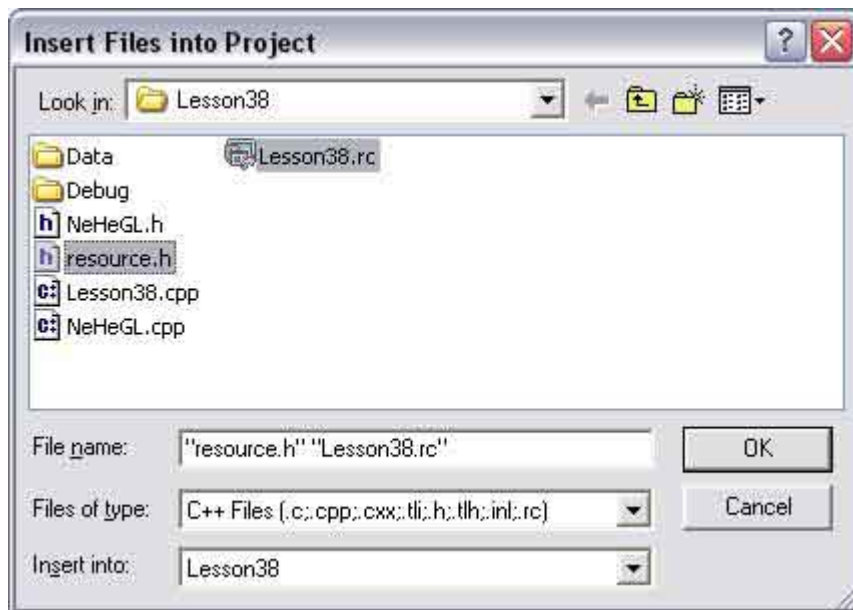 Insert Files into Project
Look in: Lesson38
Data
Debug
NeHeGL.h
resource.h
Lesson38.cpp
NeHeGL.cpp
Lesson38.rc
File name: "resource.h" "Lesson38.rc"
OK
Files of type: C++ Files (.c;.cpp;.cxx;.tli;.h;.tlh;.inl;.rc)
Cancel
Insert into: Lesson38